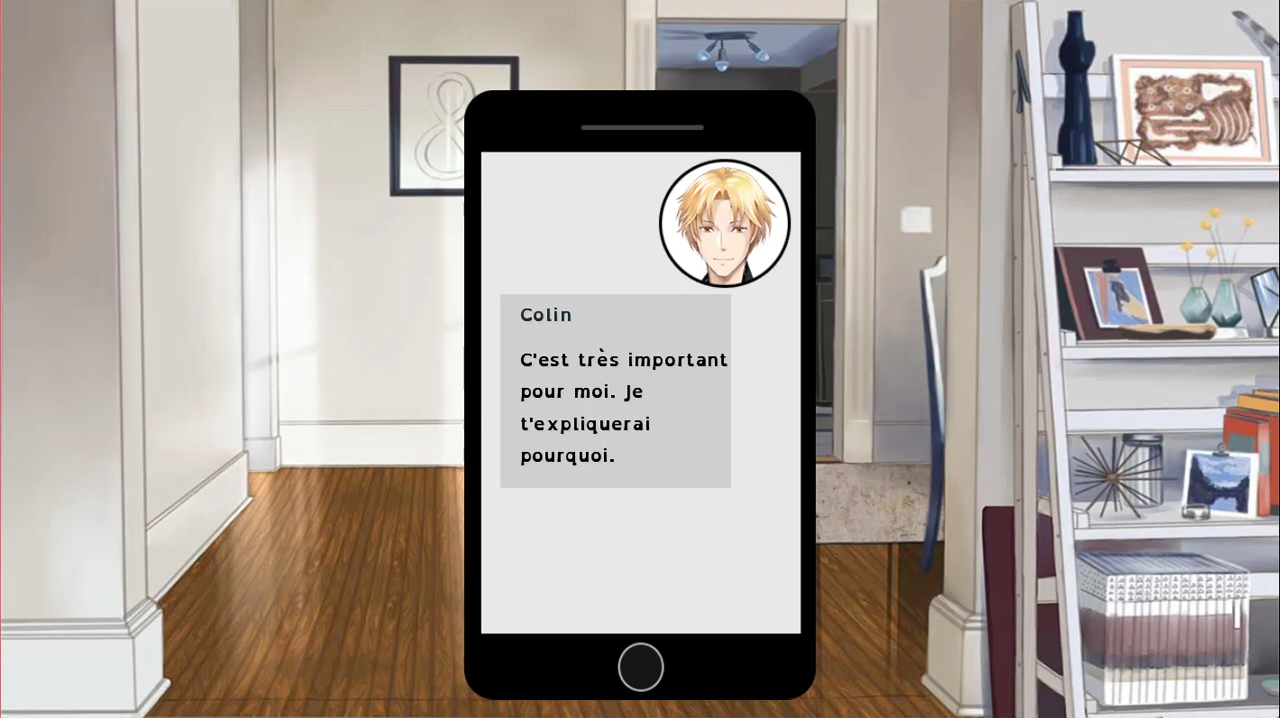 Colin
C'est très important
pour moi. Je
t'expliquerai
pourquoi.